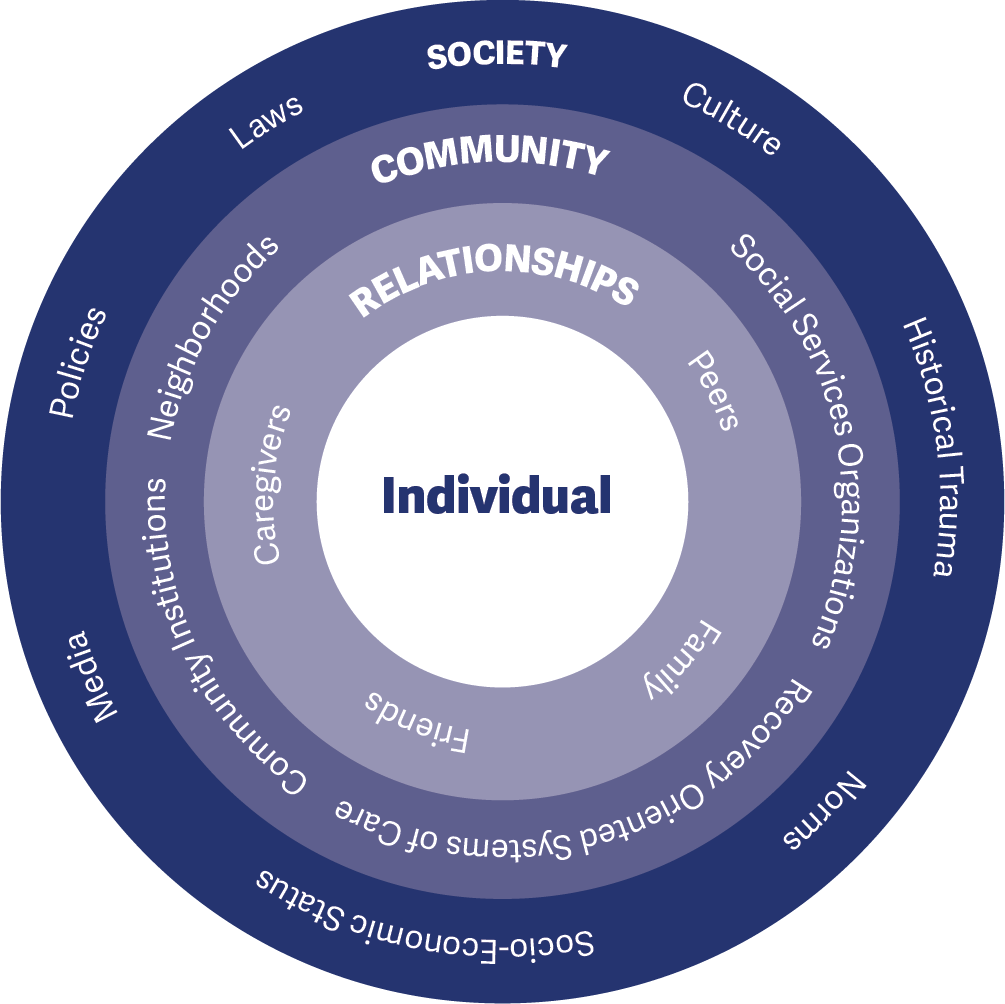 SOCIETY
Laws
Culture
Policies
Historical Trauma
Media
Norms
Socio-Economic Status
COMMUNITY
Neighborhoods
Social Services Organizations
Community Institutions
Recovery Oriented Systems of Care
RELATIONSHIPS
Peers
Caregivers
Family
Friends
Individual